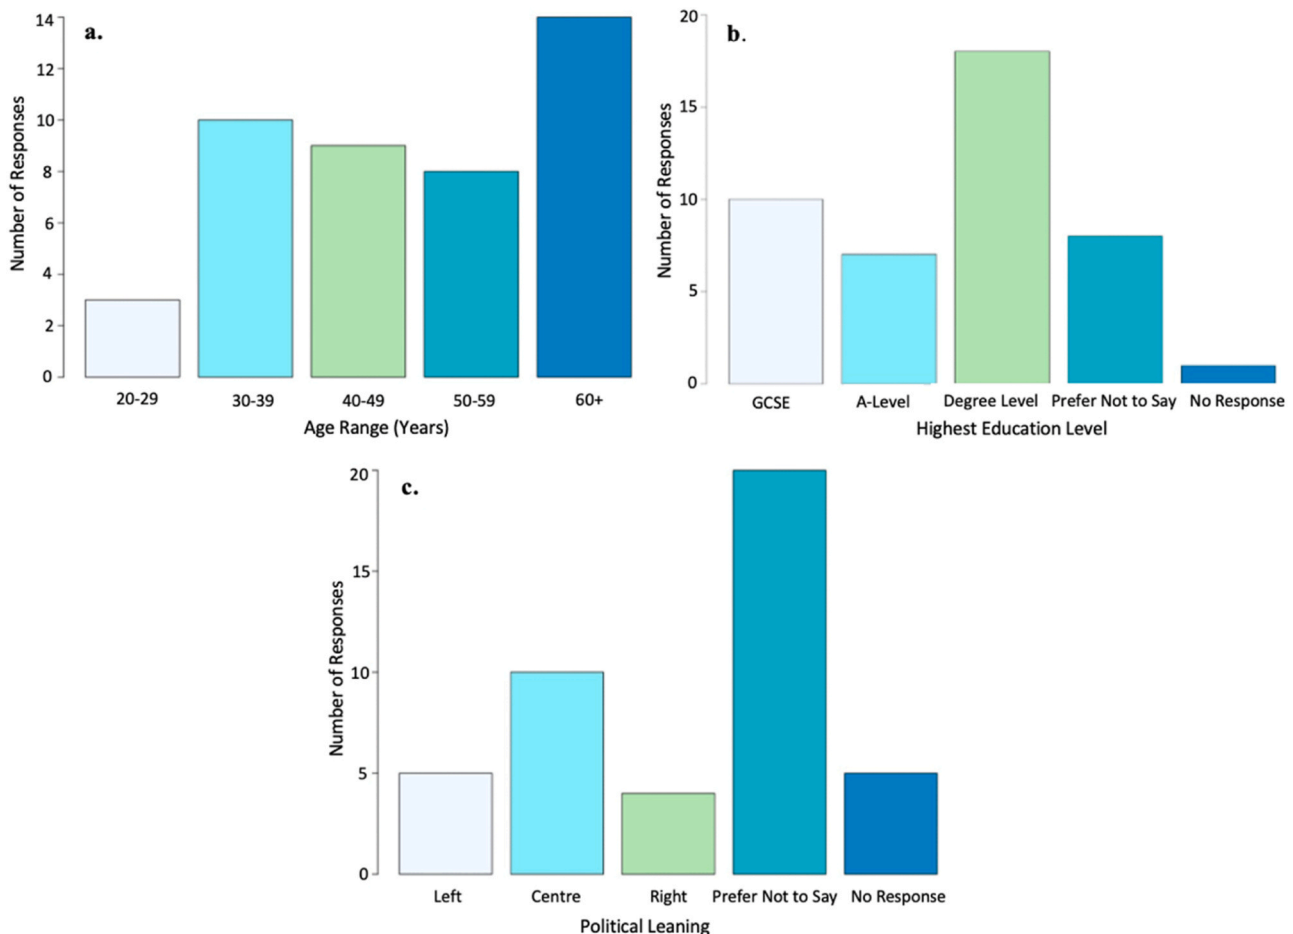 a.
14
12
10
8
6
4
2
0
Number of Responses
20-29 30-39 40-49 50-59 60+
Age Range (Years)
b.
20
15
10
5
0
Number of Responses
GCSE A-Level Degree Level Prefer Not to Say No Response
Highest Education Level
c.
20
15
10
5
0
Number of Responses
Left Centre Right Prefer Not to Say No Response
Political Leaning